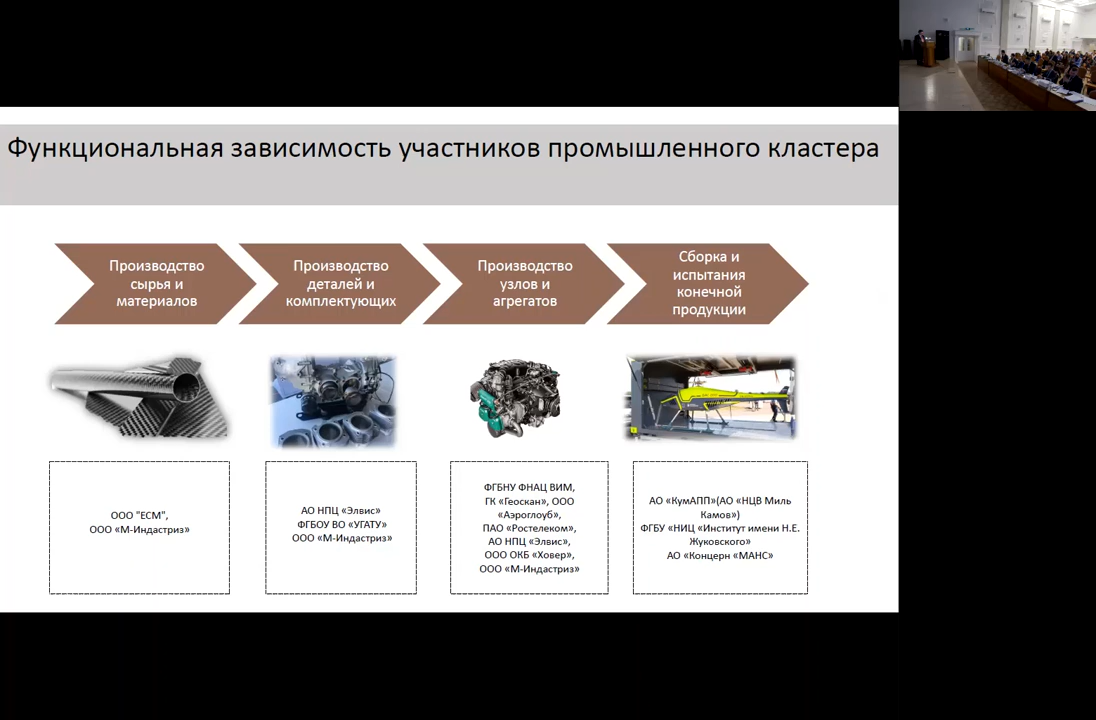 Функциональная зависимость участников промышленного кластера
Производство
сырья и
материалов
Производство
деталей и
комплектующих
Производство
узлов и
агрегатов
Сборка и
испытания
конечной
продукции
ООО "ЕСМ",
ООО «М-Индастриз»
АО НПЦ «Элвис»
ФГБОУ ВО «УГАТУ»
ООО «М-Индастриз»
ФГБНУ ФНАЦ ВИМ,
ГК «Геоскан», ООО
«Аэроглоуб»,
ПАО «Ростелеком»,
АО НПЦ «Элвис»,
ООО ОКБ «Ховер»,
ООО «М-Индастриз»
АО «КумАПП»(АО «НЦВ Миль
Камов»)
ФГБУ «НИЦ «Институт имени Н.Е.
Жуковского»
АО «Концерн «МАНС»